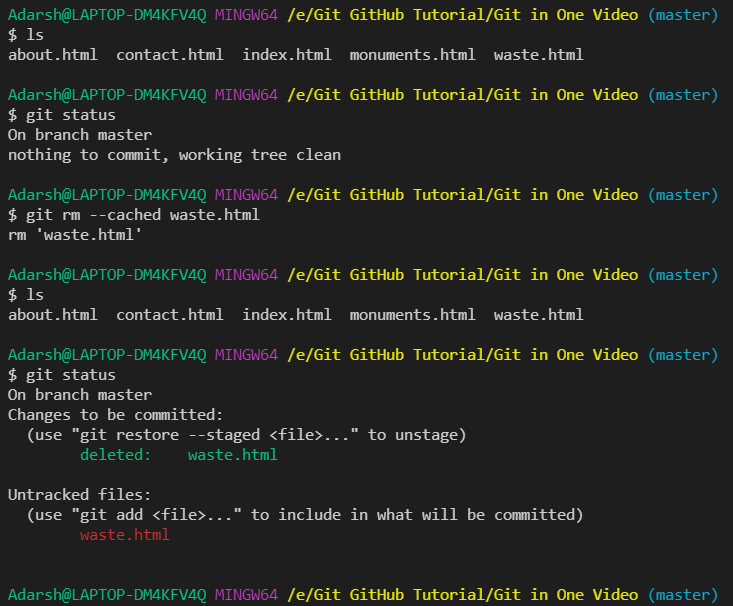 Adarsh@LAPTOP-DM4KFV4Q MINGW64 /e/Git GitHub Tutorial/Git in One Video (master)
$ ls
about.html  contact.html  index.html  monuments.html  waste.html

Adarsh@LAPTOP-DM4KFV4Q MINGW64 /e/Git GitHub Tutorial/Git in One Video (master)
$ git status
On branch master
nothing to commit, working tree clean

Adarsh@LAPTOP-DM4KFV4Q MINGW64 /e/Git GitHub Tutorial/Git in One Video (master)
$ git rm --cached waste.html
rm 'waste.html'

Adarsh@LAPTOP-DM4KFV4Q MINGW64 /e/Git GitHub Tutorial/Git in One Video (master)
$ ls
about.html  contact.html  index.html  monuments.html  waste.html

Adarsh@LAPTOP-DM4KFV4Q MINGW64 /e/Git GitHub Tutorial/Git in One Video (master)
$ git status
On branch master
Changes to be committed:
  (use "git restore --staged <file>..." to unstage)
        deleted:    waste.html

Untracked files:
  (use "git add <file>..." to include in what will be committed)
        waste.html

Adarsh@LAPTOP-DM4KFV4Q MINGW64 /e/Git GitHub Tutorial/Git in One Video (master)